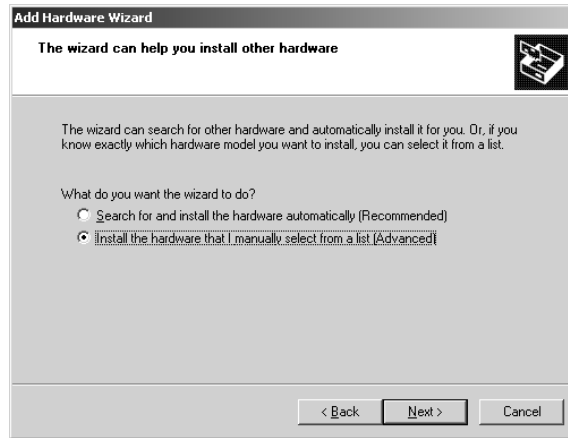 Add Hardware Wizard
The wizard can help you install other hardware
The wizard can search for other hardware and automatically install it for you. Or, if you
know exactly which hardware model you want to install, you can select it from a list.
What do you want the wizard to do?
Search for and install the hardware automatically (Recommended)
Install the hardware that I manually select from a list (Advanced)
< Back Next > Cancel